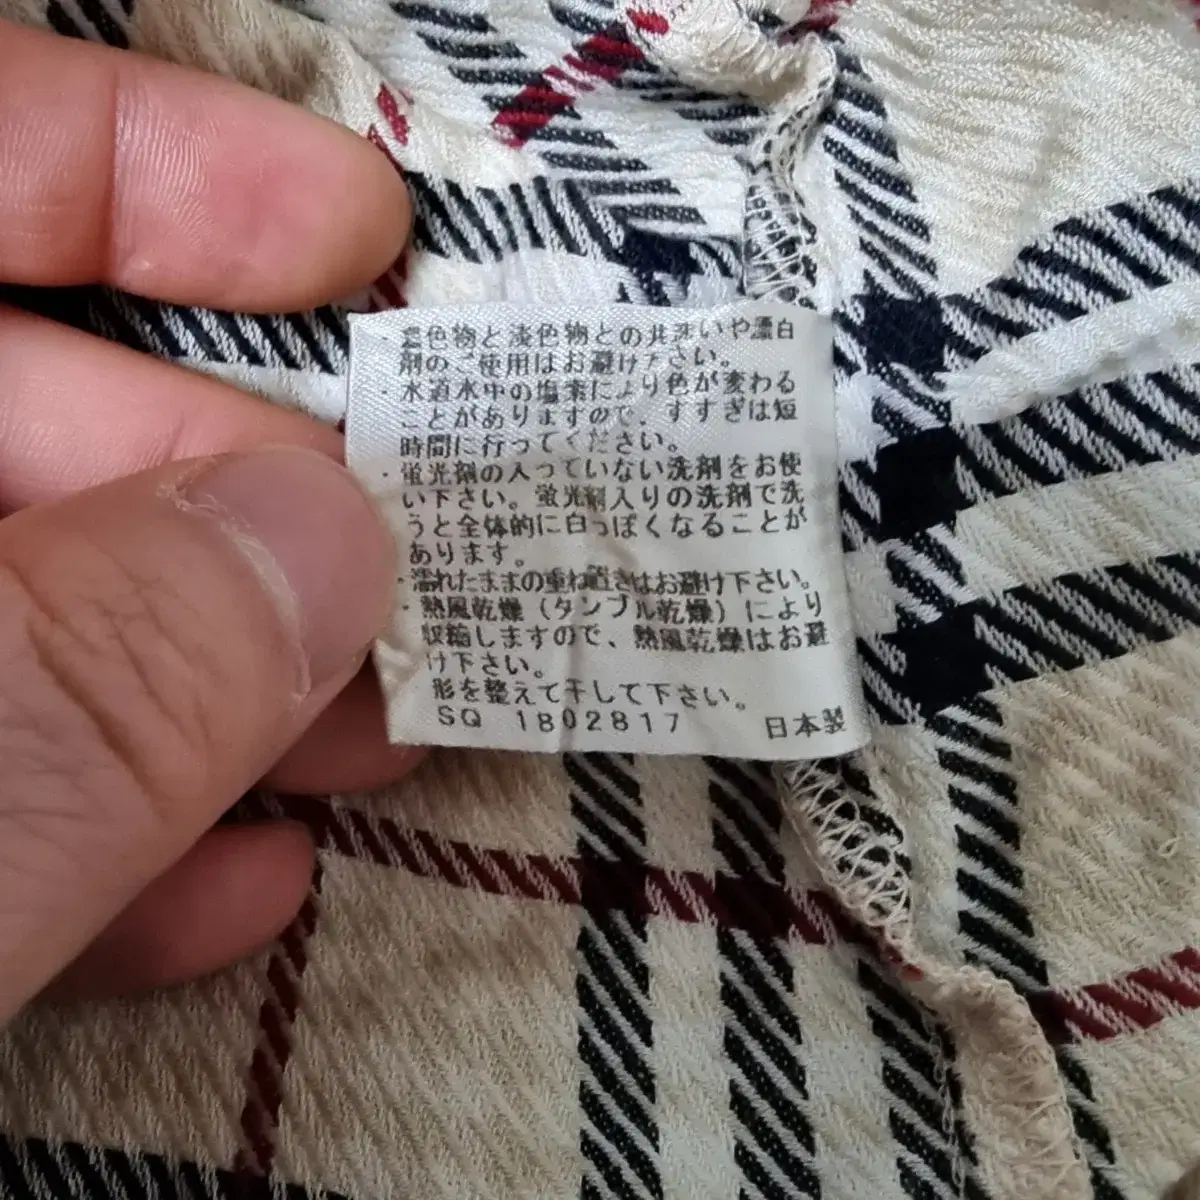 ・濃色物と淡色物との共洗いや漂白
剤のご使用はお避け下さい。
・水道水中の塩素により色が変わる
ことがありますので、すすぎは短
時間に行ってください。
・蛍光剤の入っていない洗剤をお使
い下さい。蛍光剤入りの洗剤で洗
うと全体的に白っぽくなることが
あります。
・濡れたままの重ね置きはお避け下さい。
・熱風乾燥（タンブル乾燥）により
収縮しますので、熱風乾燥はお避
け下さい。
形を整えて干して下さい。
SQ 1802817 日本製